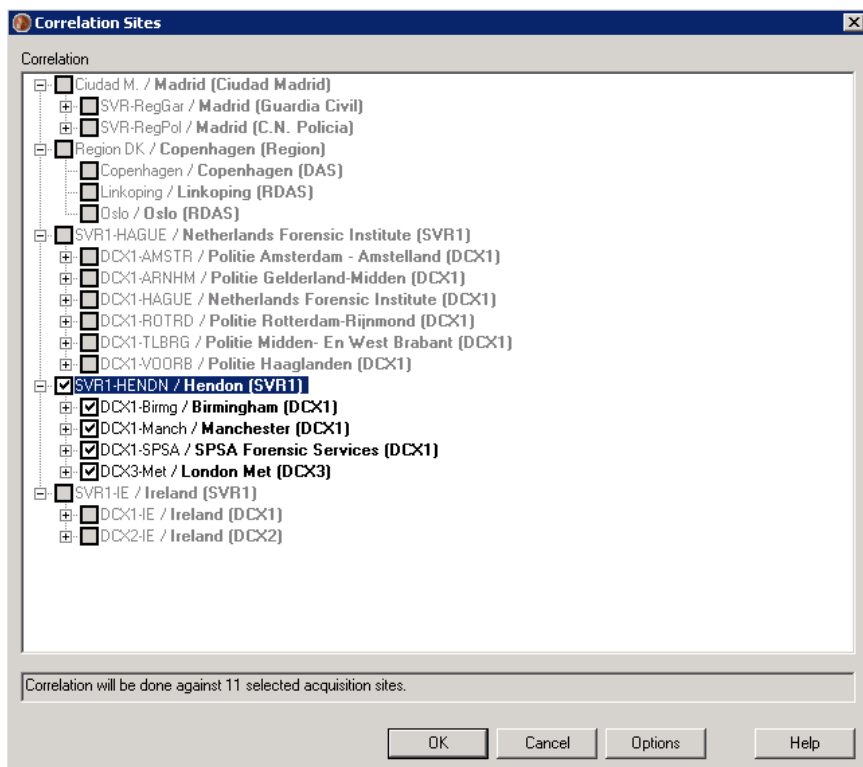 Correlation Sites
Correlation
Ciudad M. / Madrid (Ciudad Madrid)
SVR-RegGar / Madrid (Guardia Civil)
SVR-RegPol / Madrid (C.N. Policia)
Region DK / Copenhagen (Region)
Copenhagen / Copenhagen (DAS)
Linkoping / Linkoping (RDAS)
Oslo / Oslo (RDAS)
SVR1-HAGUE / Netherlands Forensic Institute (SVR1)
DCX1-AMSTR / Politie Amsterdam - Amstelland (DCX1)
DCX1-ARNHM / Politie Gelderland-Midden (DCX1)
DCX1-HAGUE / Netherlands Forensic Institute (DCX1)
DCX1-ROTRD / Politie Rotterdam-Rijnmond (DCX1)
DCX1-TLBRG / Politie Midden- En West Brabant (DCX1)
DCX1-VOORB / Politie Haaglanden (DCX1)
SVR1-HENDN / Hendon (SVR1)
DCX1-Birmg / Birmingham (DCX1)
DCX1-Manch / Manchester (DCX1)
DCX1-SPSA / SPSA Forensic Services (DCX1)
DCX3-Met / London Met (DCX3)
SVR1-IE / Ireland (SVR1)
DCX1-IE / Ireland (DCX1)
DCX2-IE / Ireland (DCX2)
Correlation will be done against 11 selected acquisition sites.
OK Cancel Options Help